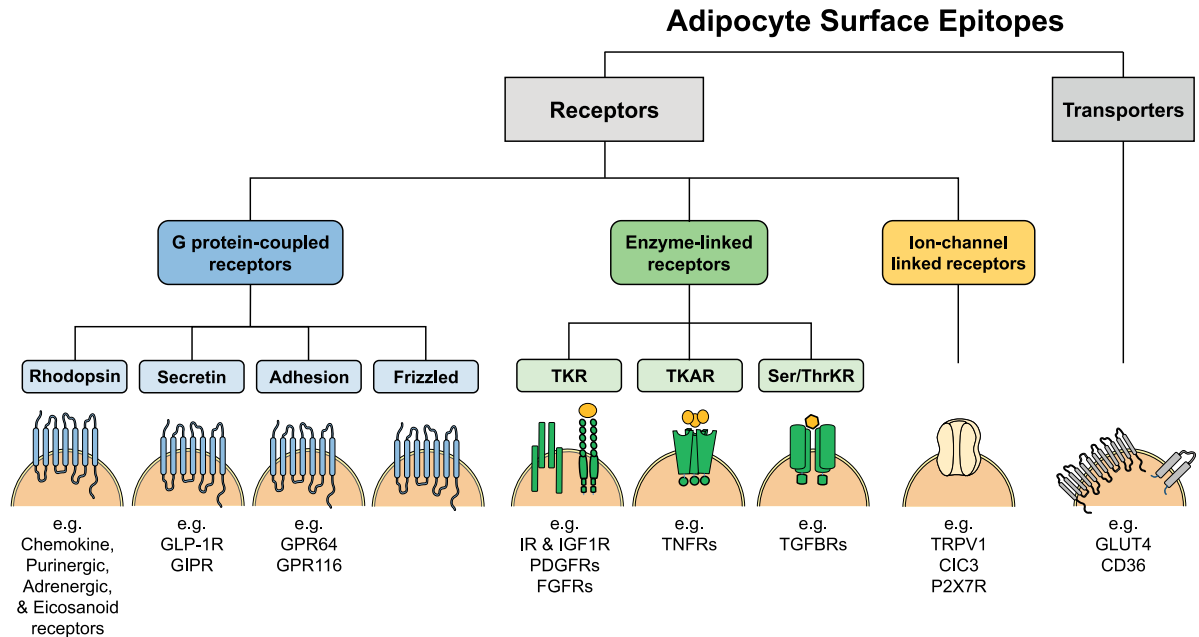 Adipocyte Surface Epitopes
Receptors
Transporters
G protein-coupled
receptors
Enzyme-linked
receptors
Ion-channel
linked receptors
Rhodopsin
Secretin
Adhesion
Frizzled
TKR
TKAR
Ser/ThrKR
e.g.
Chemokine,
Purinergic,
Adrenergic,
& Eicosanoid
receptors
e.g.
GLP-1R
GIPR
e.g.
GPR64
GPR116
e.g.
IR & IGF1R
PDGFRs
FGFRs
e.g.
TNFRs
e.g.
TGFBRs
e.g.
TRPV1
CIC3
P2X7R
e.g.
GLUT4
CD36